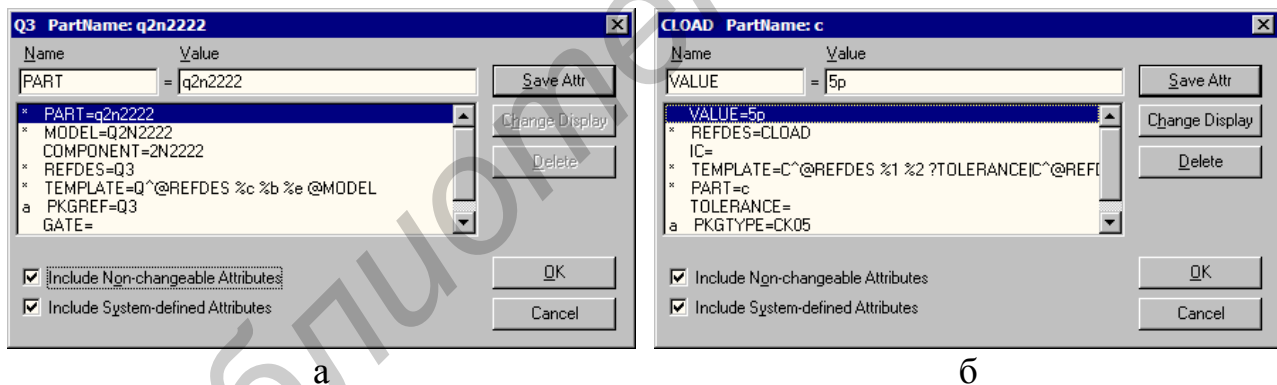 Q3 PartName: q2n2222
Name Value
PART = q2n2222
Save Attr
* PART=q2n2222
* MODEL=Q2N2222
COMPONENT=2N2222
* REFDES=Q3
* TEMPLATE=Q^@REFDES %c %b %e @MODEL
a PKGREF=Q3
GATE=
Change Display
Delete
Include Non-changeable Attributes
Include System-defined Attributes
OK
Cancel
а
CLOAD PartName: c
Name Value
VALUE = 5p
Save Attr
VALUE=5p
* REFDES=CLOAD
IC=
* TEMPLATE=C^@REFDES %1 %2 ?TOLERANCE|C^@REF
* PART=c
TOLERANCE=
a PKGTYPE=CK05
Change Display
Delete
Include Non-changeable Attributes
Include System-defined Attributes
OK
Cancel
б